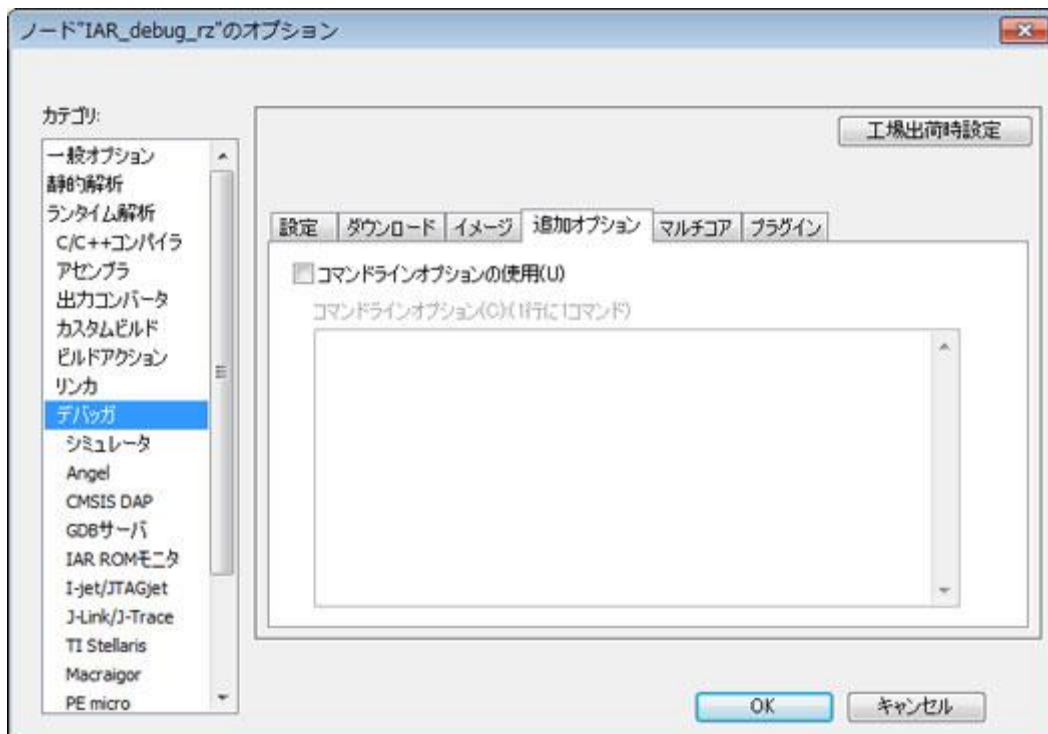 ノード"IAR_debug_rz"のオプション
カテゴリ:
工場出荷時設定
一般オプション
静的解析
ランタイム解析
C/C++コンパイラ
アセンブラ
出力コンバータ
カスタムビルド
ビルドアクション
リンカ
デバッガ
シミュレータ
Angel
CMSIS DAP
GDBサーバ
IAR ROMモニタ
I-jet/JTAGjet
J-Link/J-Trace
TI Stellaris
Macraigor
PE micro
設定 ダウンロード イメージ 追加オプション マルチコア プラグイン
コマンドラインオプションの使用(U)
コマンドラインオプション(C)(1行に1コマンド)
OK キャンセル